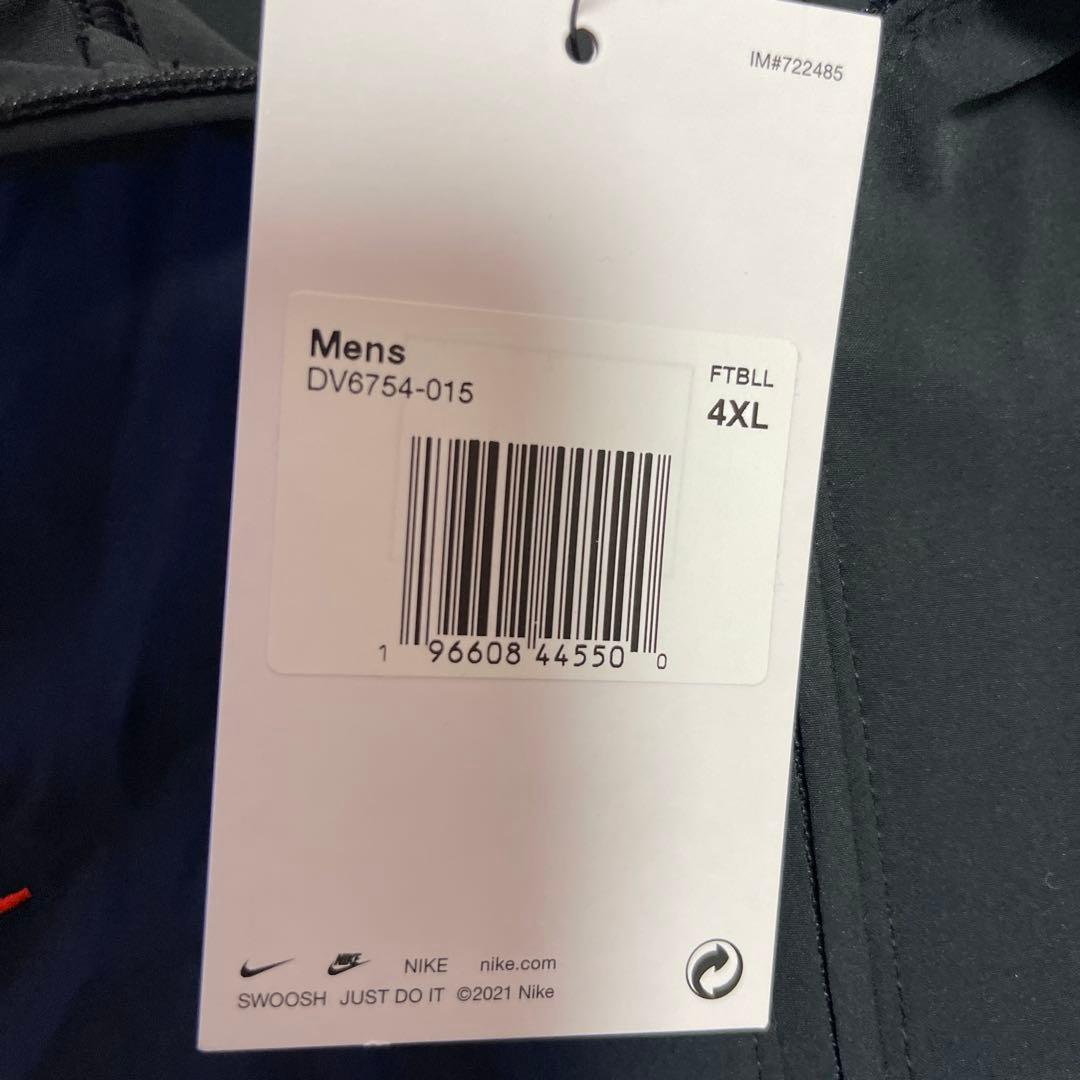 IM#722485
Mens
DV6754-015
FTBLL
4XL
1 96608 44550 0
NIKE NIKE nike.com
SWOOSH JUST DO IT ©2021 Nike